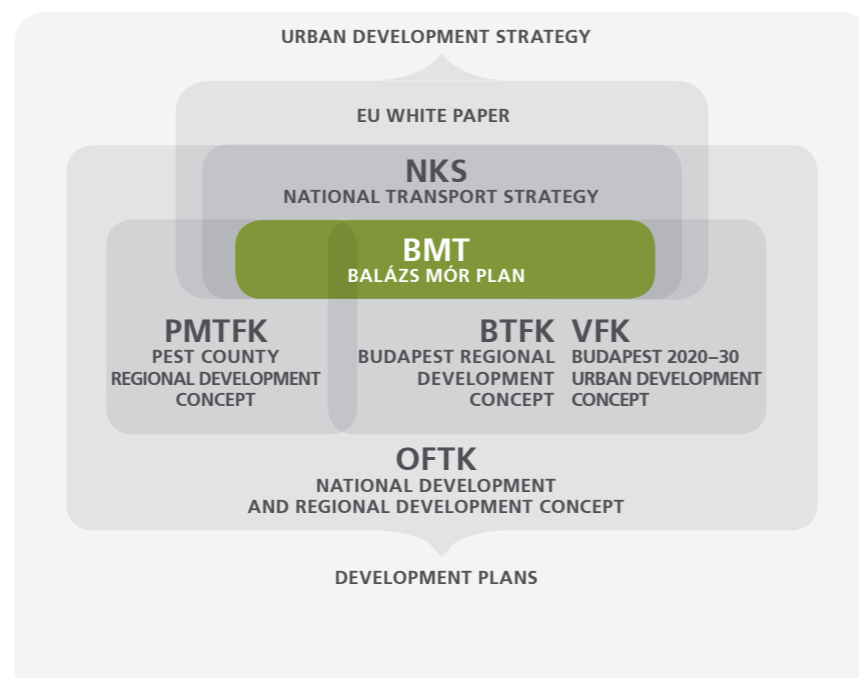 URBAN DEVELOPMENT STRATEGY
EU WHITE PAPER
NKS
NATIONAL TRANSPORT STRATEGY
BMT
BALÁZS MÓR PLAN
PMTFK
PEST COUNTY
REGIONAL DEVELOPMENT
CONCEPT
BTFK
BUDAPEST REGIONAL
DEVELOPMENT
CONCEPT
VFK
BUDAPEST 2020–30
URBAN DEVELOPMENT
CONCEPT
OFTK
NATIONAL DEVELOPMENT
AND REGIONAL DEVELOPMENT CONCEPT
DEVELOPMENT PLANS